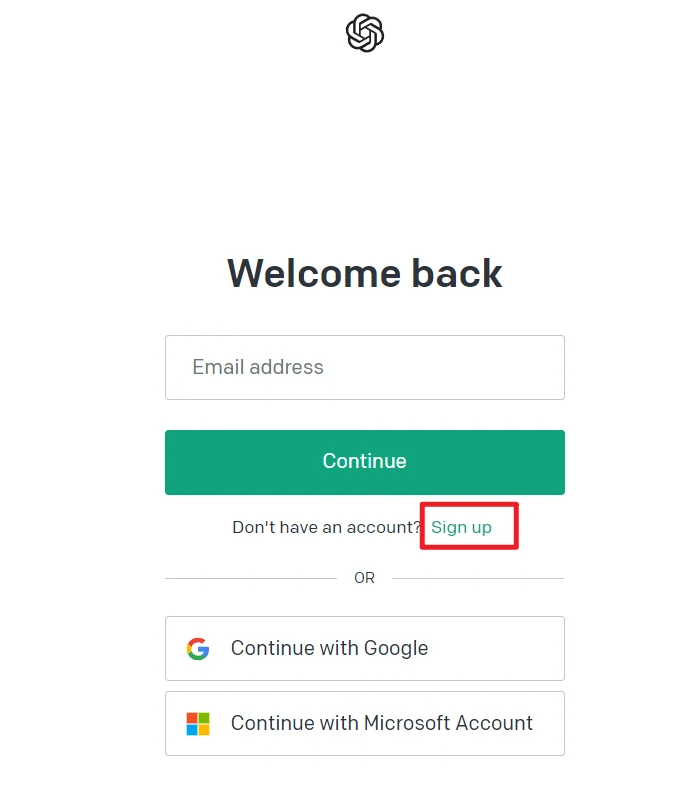 Welcome back
Email address
Continue
Don't have an account? Sign up
OR
Continue with Google
Continue with Microsoft Account